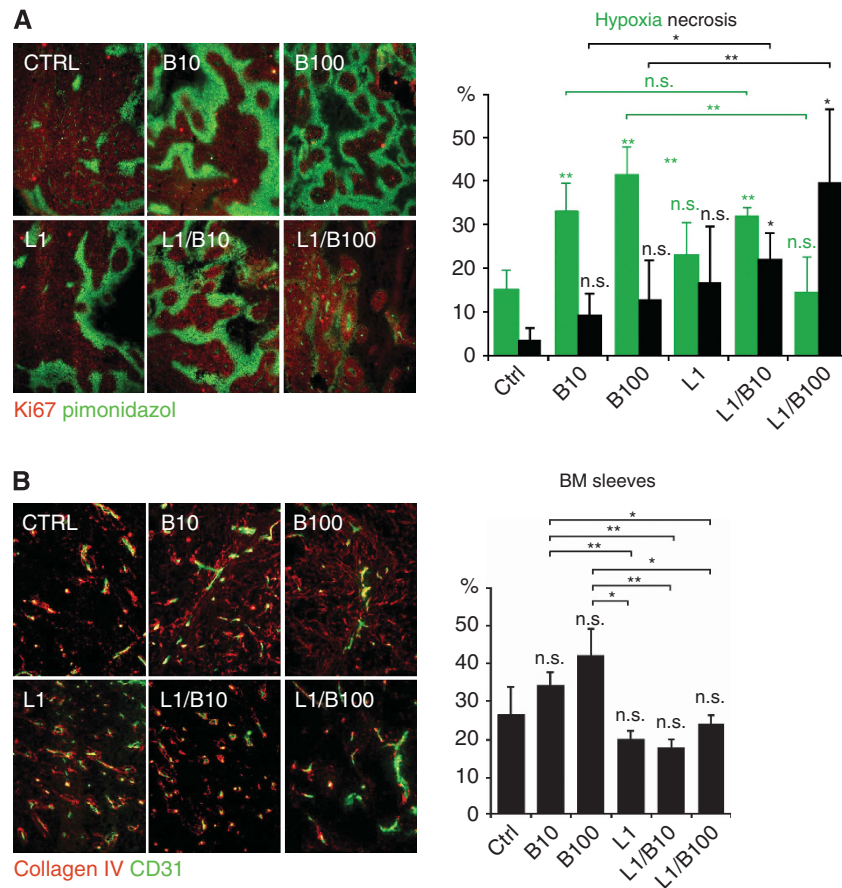 A
CTRL
B10
B100
L1
L1/B10
L1/B100
Ki67 pimonidazol
Hypoxia necrosis
*
**
n.s.
**
%
60
50
40
30
20
10
0
**
n.s.
**
n.s.
**
n.s.
n.s.
**
*
n.s.
*
Ctrl
B10
B100
L1
L1/B10
L1/B100
B
CTRL
B10
B100
L1
L1/B10
L1/B100
Collagen IV CD31
BM sleeves
*
**
**
*
**
*
%
60
50
40
30
20
10
0
n.s.
n.s.
n.s.
n.s.
n.s.
Ctrl
B10
B100
L1
L1/B10
L1/B100